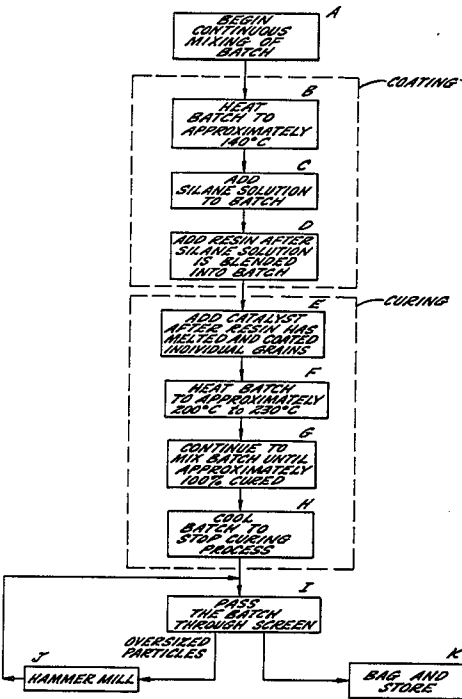 A
BEGIN
CONTINUOUS
MIXING OF
BATCH
COATING
B
HEAT
BATCH TO
APPROXIMATELY
140°C
C
ADD
SILANE SOLUTION
TO BATCH
D
ADD RESIN AFTER
SILANE SOLUTION
IS BLENDED
INTO BATCH
CURING
E
ADD CATALYST
AFTER RESIN HAS
MELTED AND COATED
INDIVIDUAL GRAINS
F
HEAT BATCH
TO APPROXIMATELY
200°C to 230°C
G
CONTINUE TO
MIX BATCH UNTIL
APPROXIMATELY
100% CURED
H
COOL
BATCH TO
STOP CURING
PROCESS
I
PASS
THE BATCH
THROUGH SCREEN
OVERSIZED
PARTICLES
J
HAMMER MILL
K
BAG AND
STORE